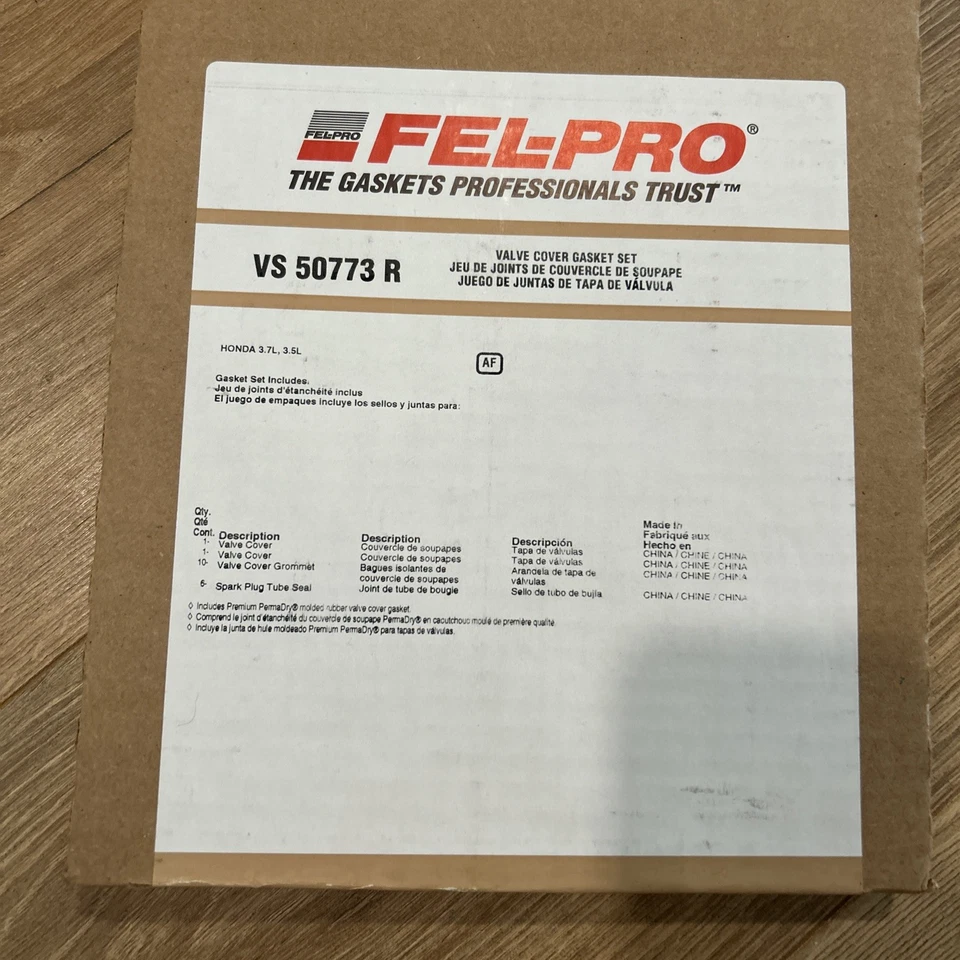 FEL-PRO
FEL-PRO®
THE GASKETS PROFESSIONALS TRUST™
VS 50773 R
VALVE COVER GASKET SET
JEU DE JOINTS DE COUVERCLE DE SOUPAPE
JUEGO DE JUNTAS DE TAPA DE VÁLVULA
HONDA 3.7L, 3.5L
AF
Gasket Set Includes.
Jeu de joints d'étanchéité inclus
El juego de empaques incluye los sellos y juntas para:
Qty.
Qté
Cont. Description Description Descripción Made In
Fabriqué aux
Hecho en
1- Valve Cover Couvercle de soupapes Tapa de válvulas CHINA / CHINE / CHINA
1- Valve Cover Couvercle de soupapes Tapa de válvulas CHINA / CHINE / CHINA
10- Valve Cover Grommet Bagues isolantes de Arandela de tapa de CHINA / CHINE / CHINA
couvercle de soupapes válvulas
6- Spark Plug Tube Seal Joint de tube de bougie Sello de tubo de bujía CHINA / CHINE / CHINA
◊ Includes Premium PermaDry® molded rubber valve cover gasket.
◊ Comprend le joint d'étanchéité du couvercle de soupape PermaDry® en caoutchouc moulé de première qualité.
◊ Incluye la junta de hule moldeado Premium PermaDry® para tapas de válvulas.